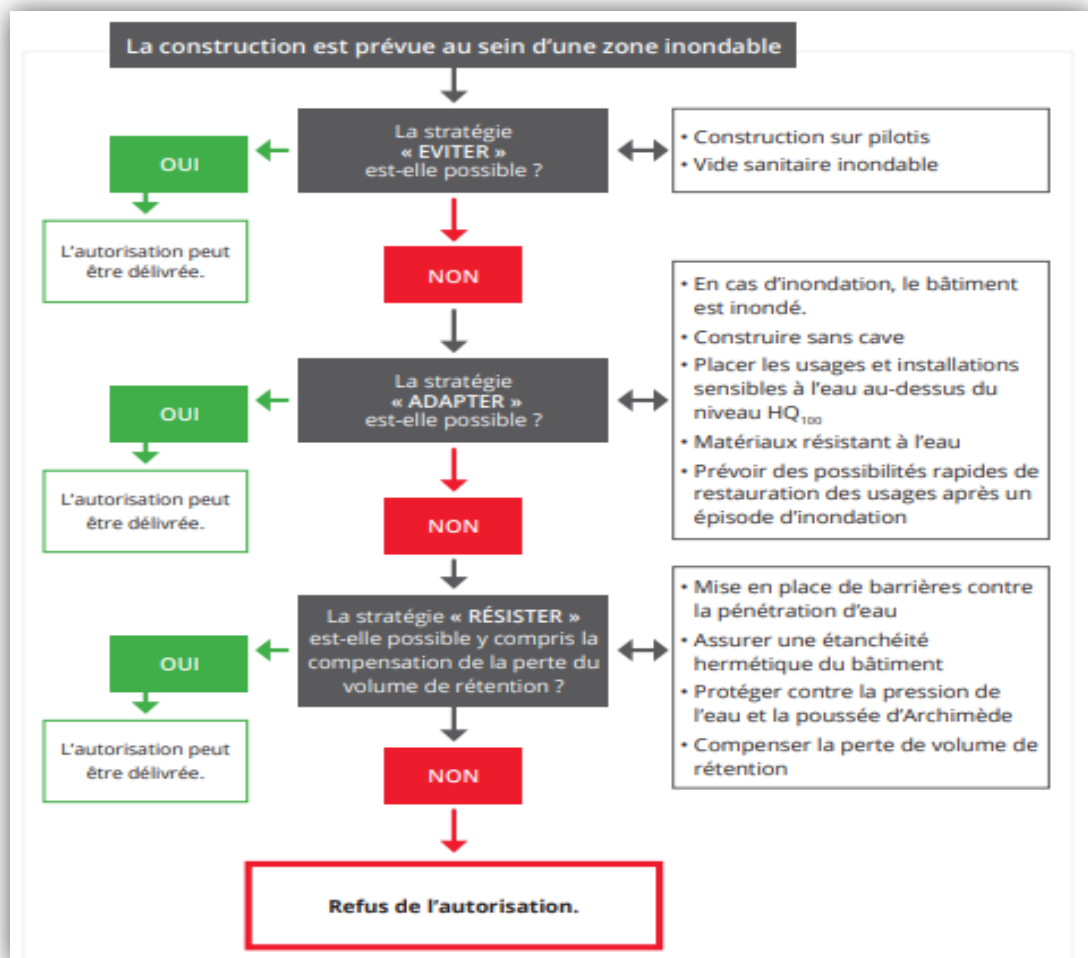 La construction est prévue au sein d'une zone inondable
La stratégie
« EVITER »
est-elle possible ?
• Construction sur pilotis
• Vide sanitaire inondable
OUI
L'autorisation peut
être délivrée.
NON
La stratégie
« ADAPTER »
est-elle possible ?
• En cas d'inondation, le bâtiment
est inondé.
• Construire sans cave
• Placer les usages et installations
sensibles à l'eau au-dessus du
niveau HQ100
• Matériaux résistant à l'eau
• Prévoir des possibilités rapides de
restauration des usages après un
épisode d'inondation
OUI
L'autorisation peut
être délivrée.
NON
La stratégie « RÉSISTER »
est-elle possible y compris la
compensation de la perte du
volume de rétention ?
• Mise en place de barrières contre
la pénétration d'eau
• Assurer une étanchéité
hermétique du bâtiment
• Protéger contre la pression de
l'eau et la poussée d'Archimède
• Compenser la perte de volume de
rétention
OUI
L'autorisation peut
être délivrée.
NON
Refus de l'autorisation.